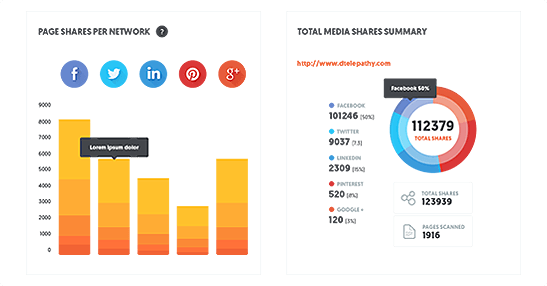 PAGE SHARES PER NETWORK ?
f in g+
9000
8000
7000
6000
5000
4000
3000
2000
1000
0
Lorem ipsum dolor
TOTAL MEDIA SHARES SUMMARY
http://www.dtelepathy.com
Facebook 50%
FACEBOOK
101246 (50%)
TWITTER
9037 (7.5)
LINKEDIN
2309 (15%)
PINTEREST
520 (8%)
GOOGLE+
120 (3%)
112379
TOTAL SHARES
TOTAL SHARES
123939
PAGES SCANNED
1916